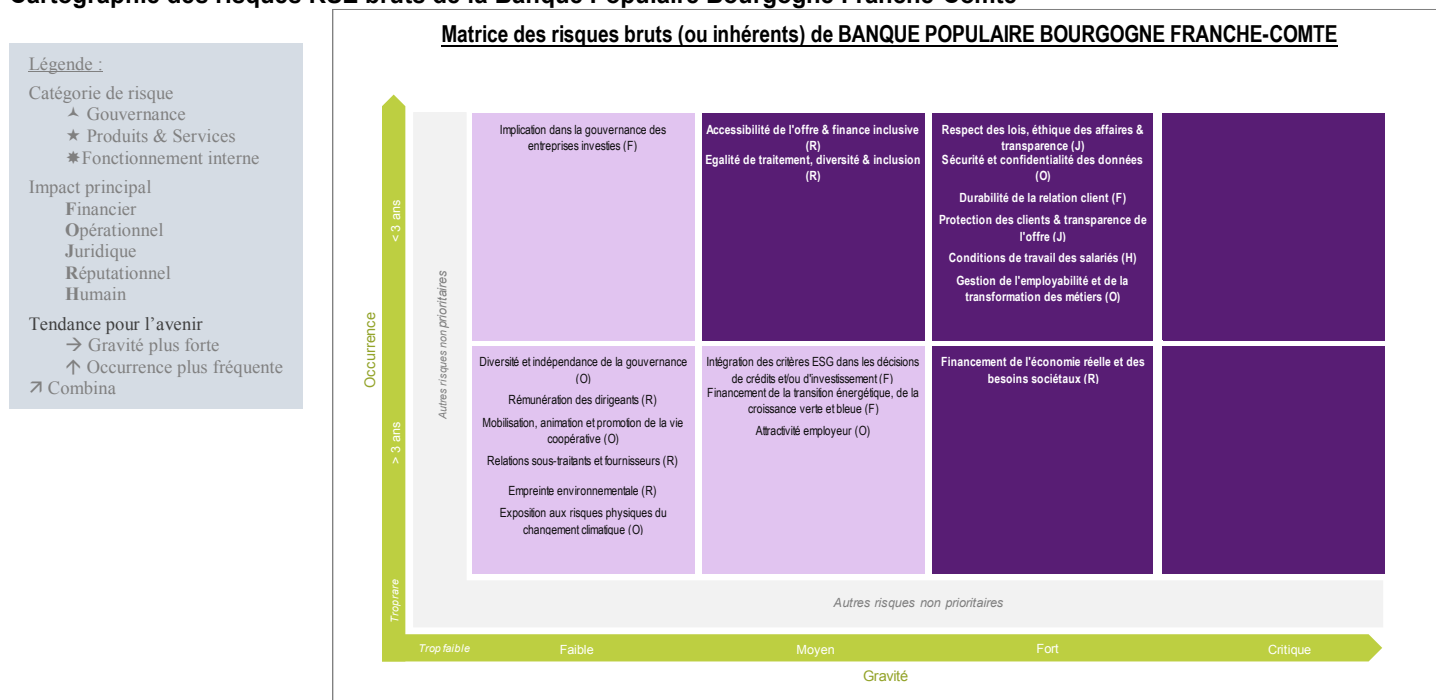 Cartographie des risques RSE bruts de la Banque Populaire Bourgogne Franche-Comté
Matrice des risques bruts (ou inhérents) de BANQUE POPULAIRE BOURGOGNE FRANCHE-COMTE
Légende :
Catégorie de risque
Gouvernance
Produits & Services
Fonctionnement interne
Impact principal
Financier
Opérationnel
Juridique
Réputationnel
Humain
Tendance pour l'avenir
→ Gravité plus forte
↑ Occurrence plus fréquente
↗ Combina
Occurrence
< 3 ans
> 3 ans
Trop rare
Autres risques non prioritaires
Implication dans la gouvernance des
entreprises investies (F)
Accessibilité de l'offre & finance inclusive
(R)
Egalité de traitement, diversité & inclusion
(R)
Respect des lois, éthique des affaires &
transparence (J)
Sécurité et confidentialité des données
(O)
Durabilité de la relation client (F)
Protection des clients & transparence de
l'offre (J)
Conditions de travail des salariés (H)
Gestion de l'employabilité et de la
transformation des métiers (O)
Diversité et indépendance de la gouvernance
(O)
Rémunération des dirigeants (R)
Mobilisation, animation et promotion de la vie
coopérative (O)
Relations sous-traitants et fournisseurs (R)
Empreinte environnementale (R)
Exposition aux risques physiques du
changement climatique (O)
Intégration des critères ESG dans les décisions
de crédits et/ou d'investissement (F)
Financement de la transition énergétique, de la
croissance verte et bleue (F)
Attractivité employeur (O)
Financement de l'économie réelle et des
besoins sociétaux (R)
Autres risques non prioritaires
Trop faible
Faible
Moyen
Fort
Critique
Gravité